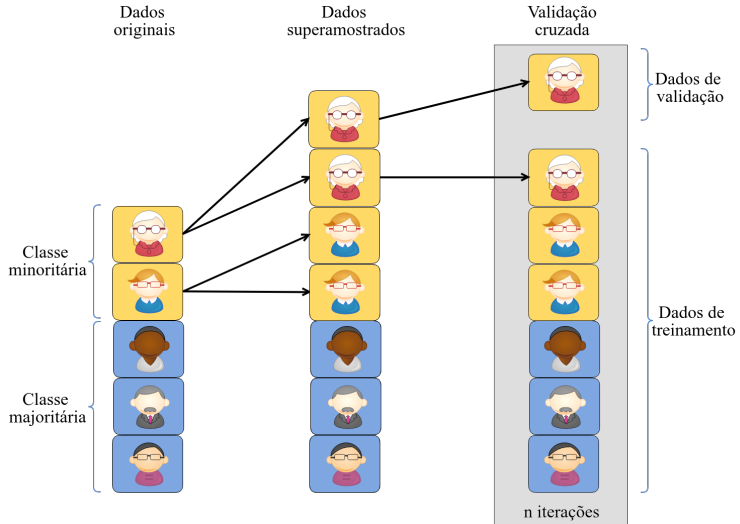 Dados
originais
Dados
superamostrados
Validação
cruzada
Dados de
validação
Classe
minoritária
Dados de
treinamento
Classe
majoritária
n iterações